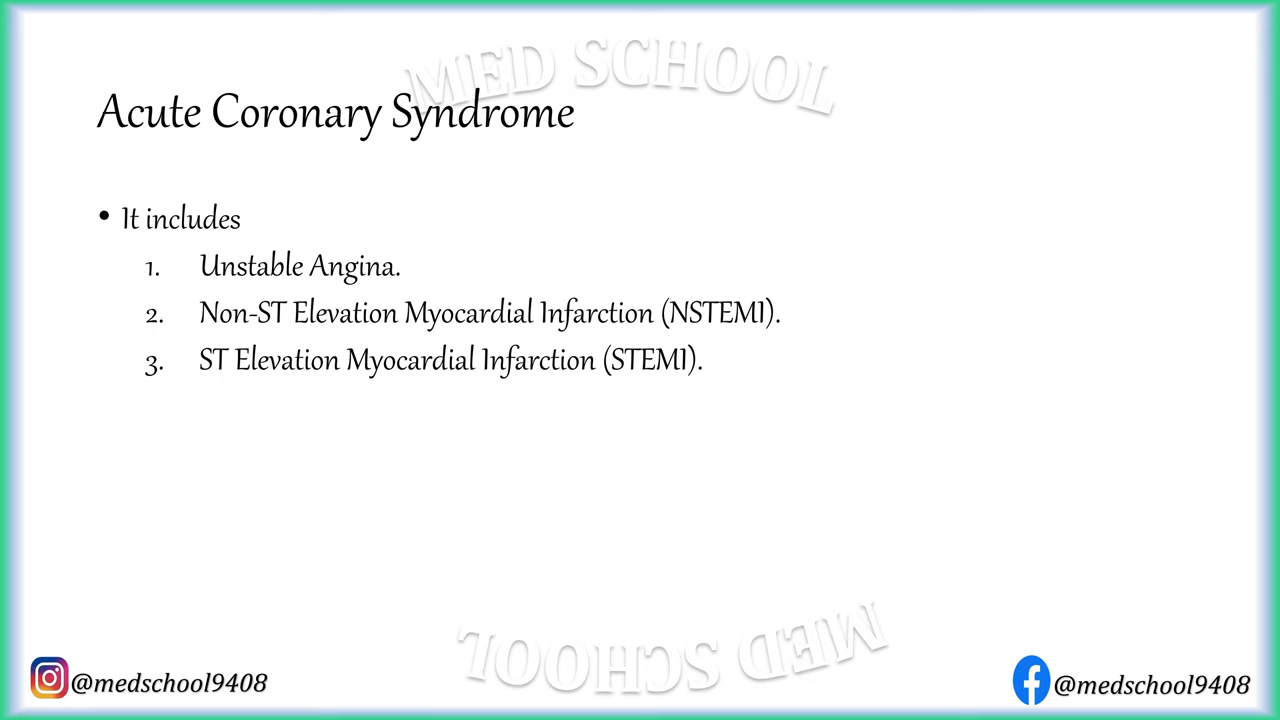 MED SCHOOL
Acute Coronary Syndrome
• It includes
1. Unstable Angina.
2. Non-ST Elevation Myocardial Infarction (NSTEMI).
3. ST Elevation Myocardial Infarction (STEMI).
MED SCHOOL
@medschool9408
@medschool9408